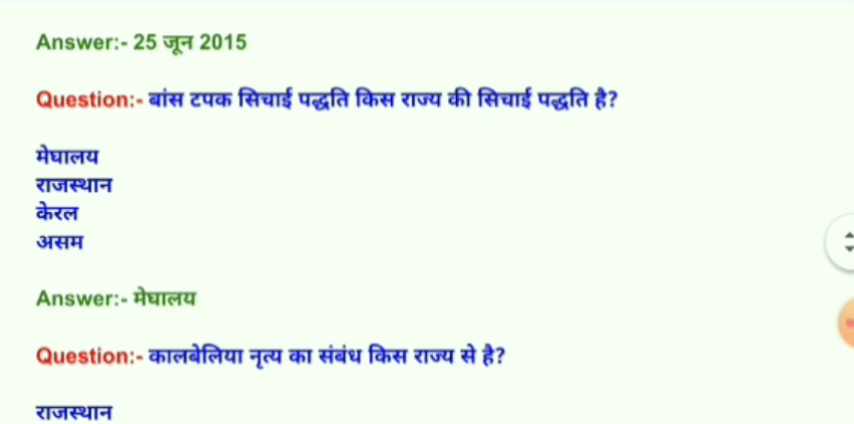 Answer:- 25 जून 2015
Question:- बांस टपक सिचाई पद्धति किस राज्य की सिचाई पद्धति है?
मेघालय
राजस्थान
केरल
असम
Answer:- मेघालय
Question:- कालबेलिया नृत्य का संबंध किस राज्य से है?
राजस्थान